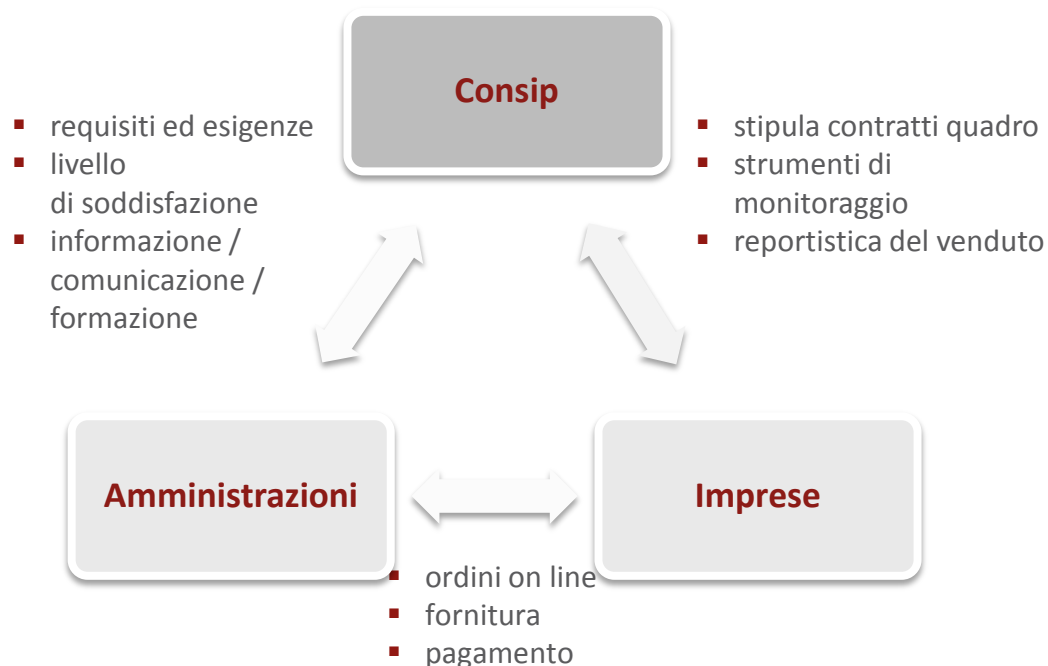 Consip
▪ requisiti ed esigenze
▪ livello
di soddisfazione
▪ informazione /
comunicazione /
formazione
▪ stipula contratti quadro
▪ strumenti di
monitoraggio
▪ reportistica del venduto
Amministrazioni
Imprese
▪ ordini on line
▪ fornitura
▪ pagamento